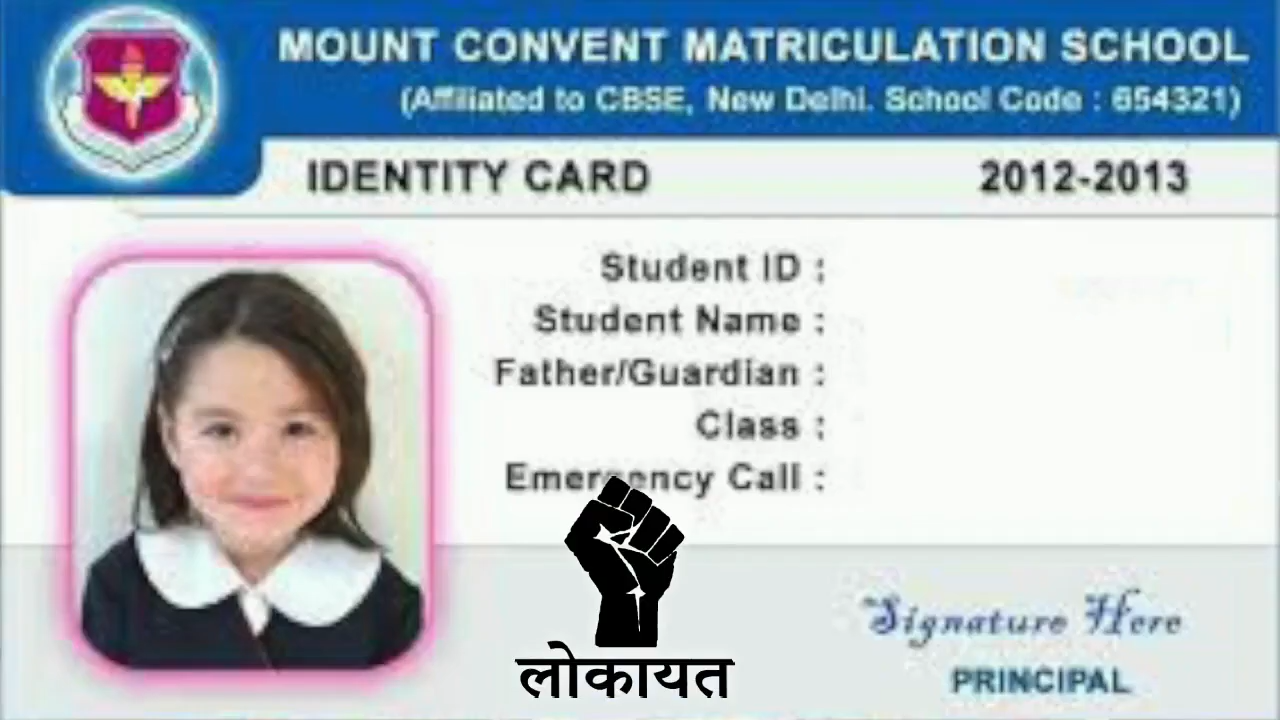 MOUNT CONVENT MATRICULATION SCHOOL
(Affiliated to CBSE, New Delhi. School Code : 654321)
IDENTITY CARD 2012-2013
Student ID :
Student Name :
Father/Guardian :
Class :
Emergency Call :
लोकायत
Signature Here
PRINCIPAL